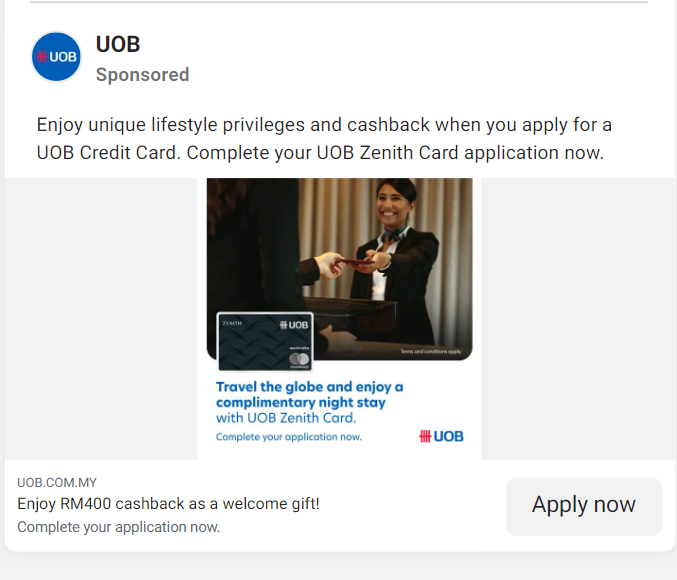 UOB
UOB
Sponsored
Enjoy unique lifestyle privileges and cashback when you apply for a
UOB Credit Card. Complete your UOB Zenith Card application now.
ZENITH
UOB
Terms and conditions apply.
Travel the globe and enjoy a
complimentary night stay
with UOB Zenith Card.
Complete your application now.
UOB
UOB.COM.MY
Enjoy RM400 cashback as a welcome gift!
Complete your application now.
Apply now